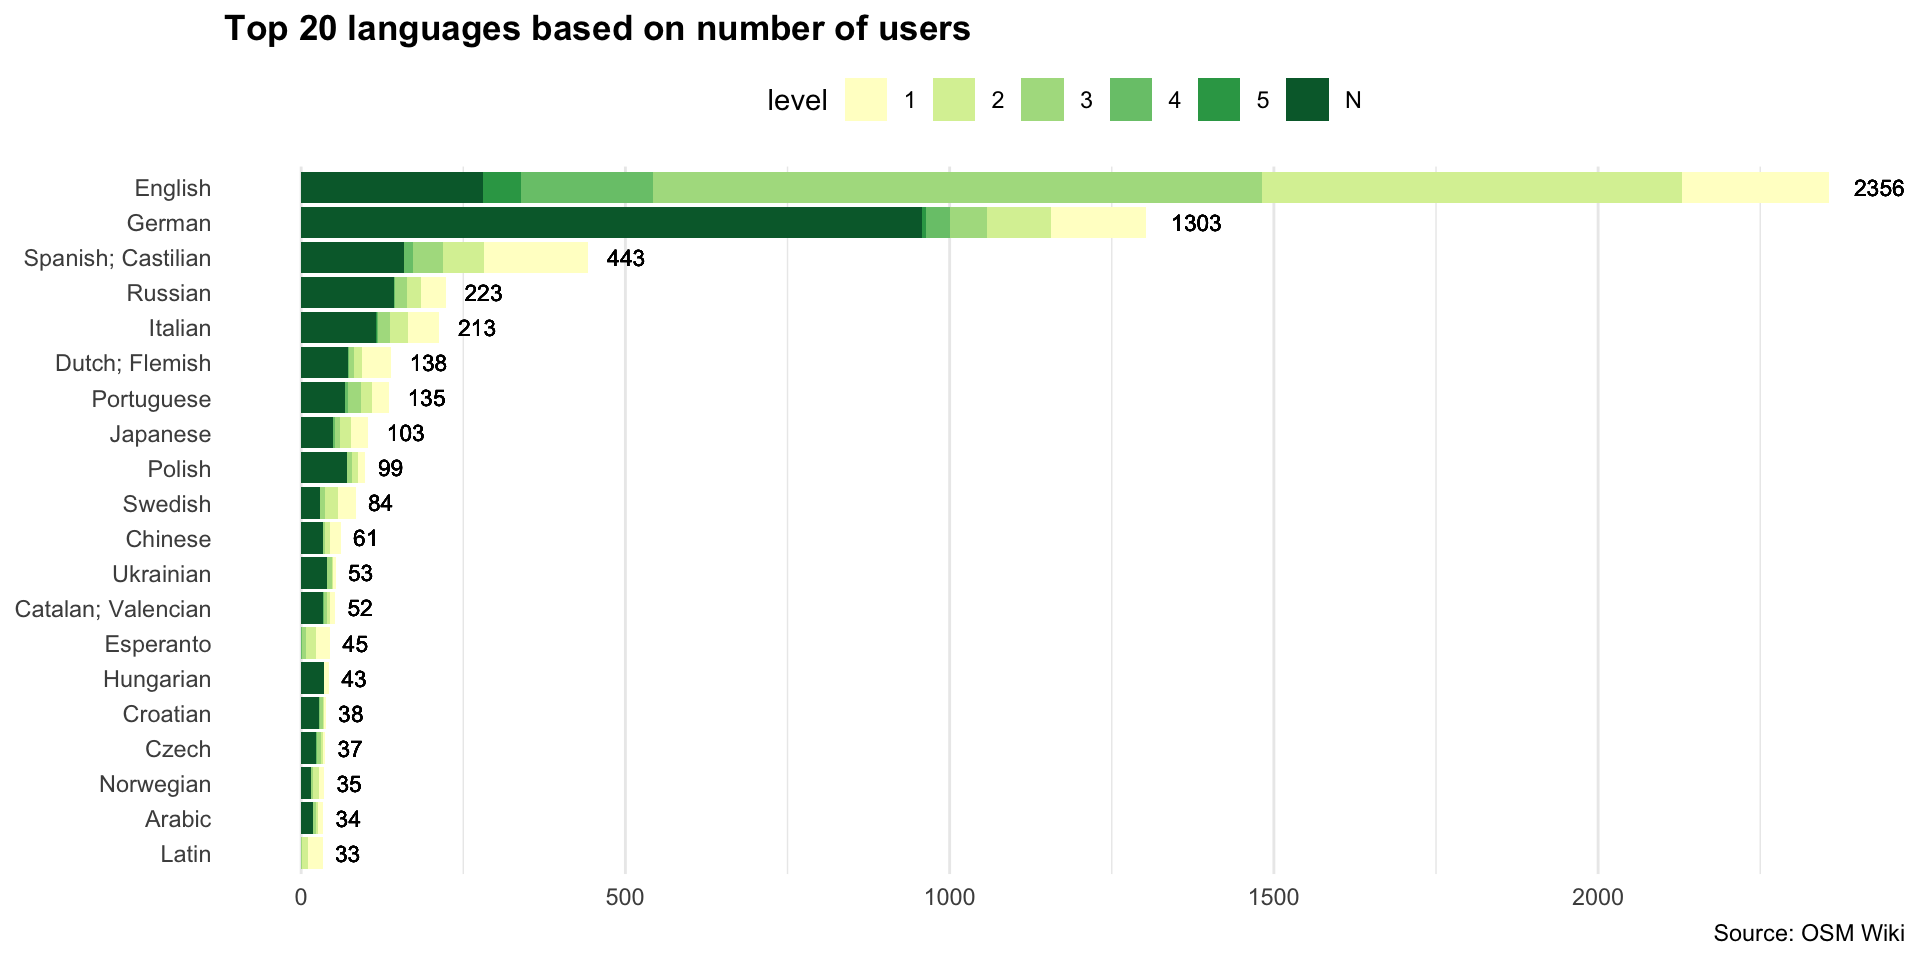 Top 20 languages based on number of users
level 1 2 3 4 5 N
English 2356
German 1303
Spanish; Castilian 443
Russian 223
Italian 213
Dutch; Flemish 138
Portuguese 135
Japanese 103
Polish 99
Swedish 84
Chinese 61
Ukrainian 53
Catalan; Valencian 52
Esperanto 45
Hungarian 43
Croatian 38
Czech 37
Norwegian 35
Arabic 34
Latin 33
0 500 1000 1500 2000
Source: OSM Wiki